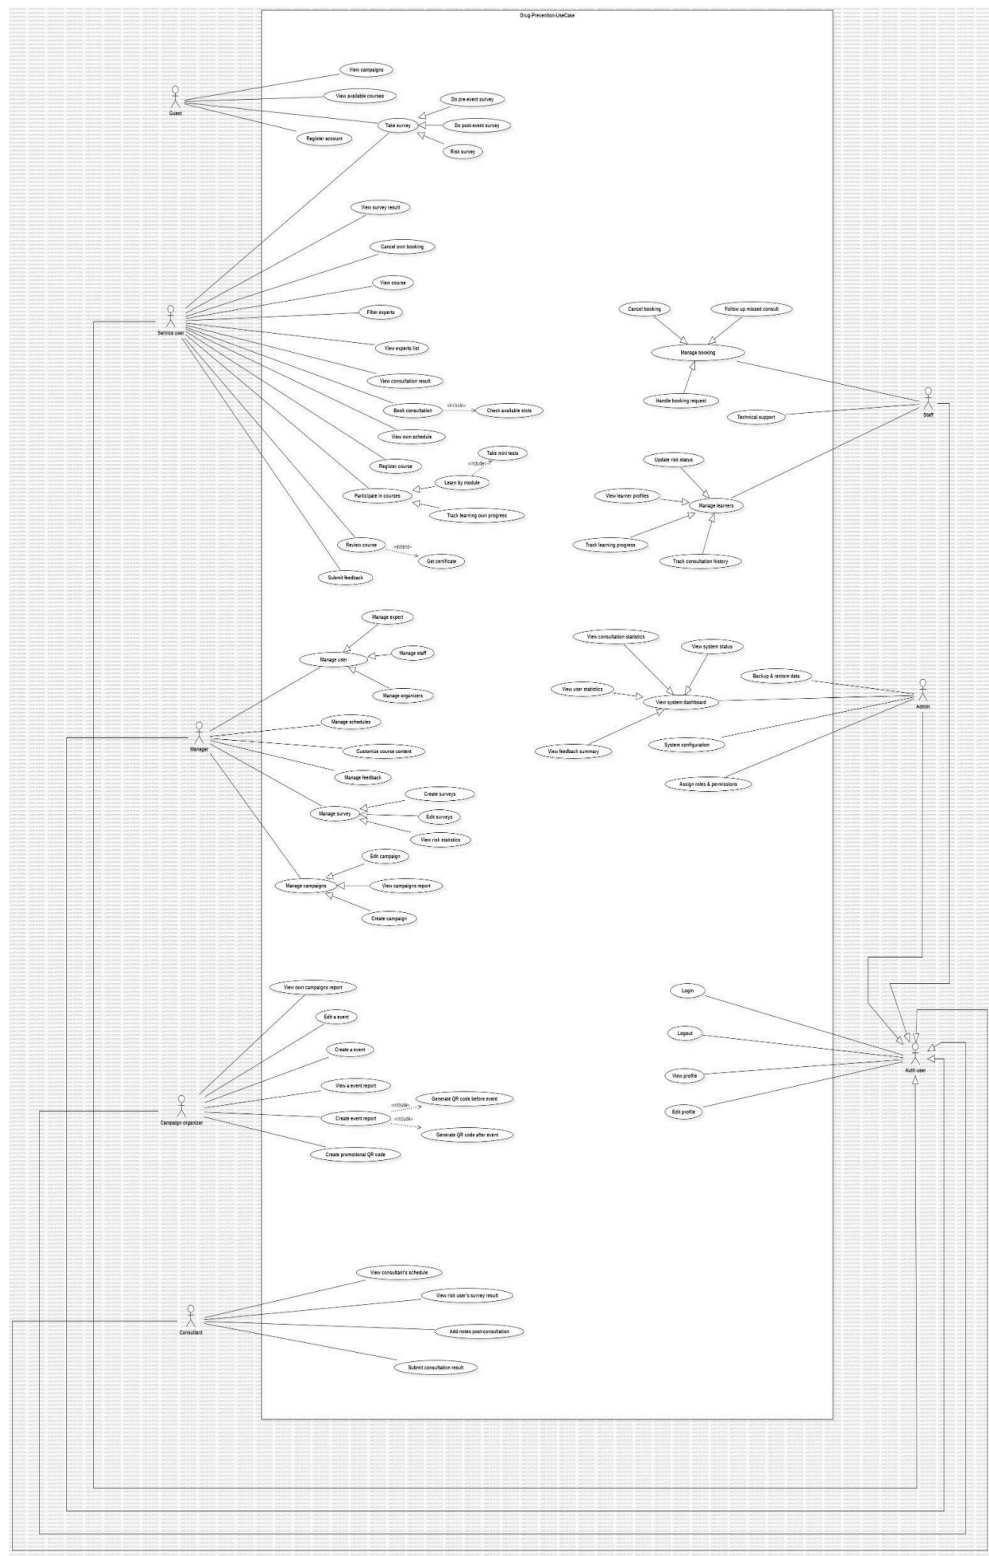 Drug-Prevention-UseCase
View campaigns
View available courses
Guest
Register account
Take survey
Do pre-event survey
Do post-event survey
Risk survey
View survey result
Cancel own booking
View course
Filter experts
Service user
View experts list
View consultation result
Book consultation
«include»
Check available slots
View own schedule
Register course
Take mini tests
«include»
Learn by module
Participate in courses
Track learning own progress
Review course
«extend»
Get certificate
Submit feedback
Cancel booking
Follow up missed consult
Manage booking
Handle booking request
Staff
Technical support
Update risk status
View learner profiles
Manage learners
Track learning progress
Track consultation history
Manage expert
Manage user
Manage staff
Manage organizers
Manage schedules
Manager
Customize course content
Manage feedback
Create surveys
Manage survey
Edit surveys
View risk statistics
Edit campaign
Manage campaigns
View campaigns report
Create campaign
View consultation statistics
View system status
Backup & restore data
View user statistics
View system dashboard
Admin
System configuration
View feedback summary
Assign roles & permissions
View own campaigns report
Edit a event
Create a event
View a event report
Campaign organizer
Create event report
«include»
Generate QR code before event
«include»
Generate QR code after event
Create promotional QR code
Login
Logout
Auth user
View profile
Edit profile
View consultant's schedule
View risk user's survey result
Consultant
Add notes post-consultation
Submit consultation result